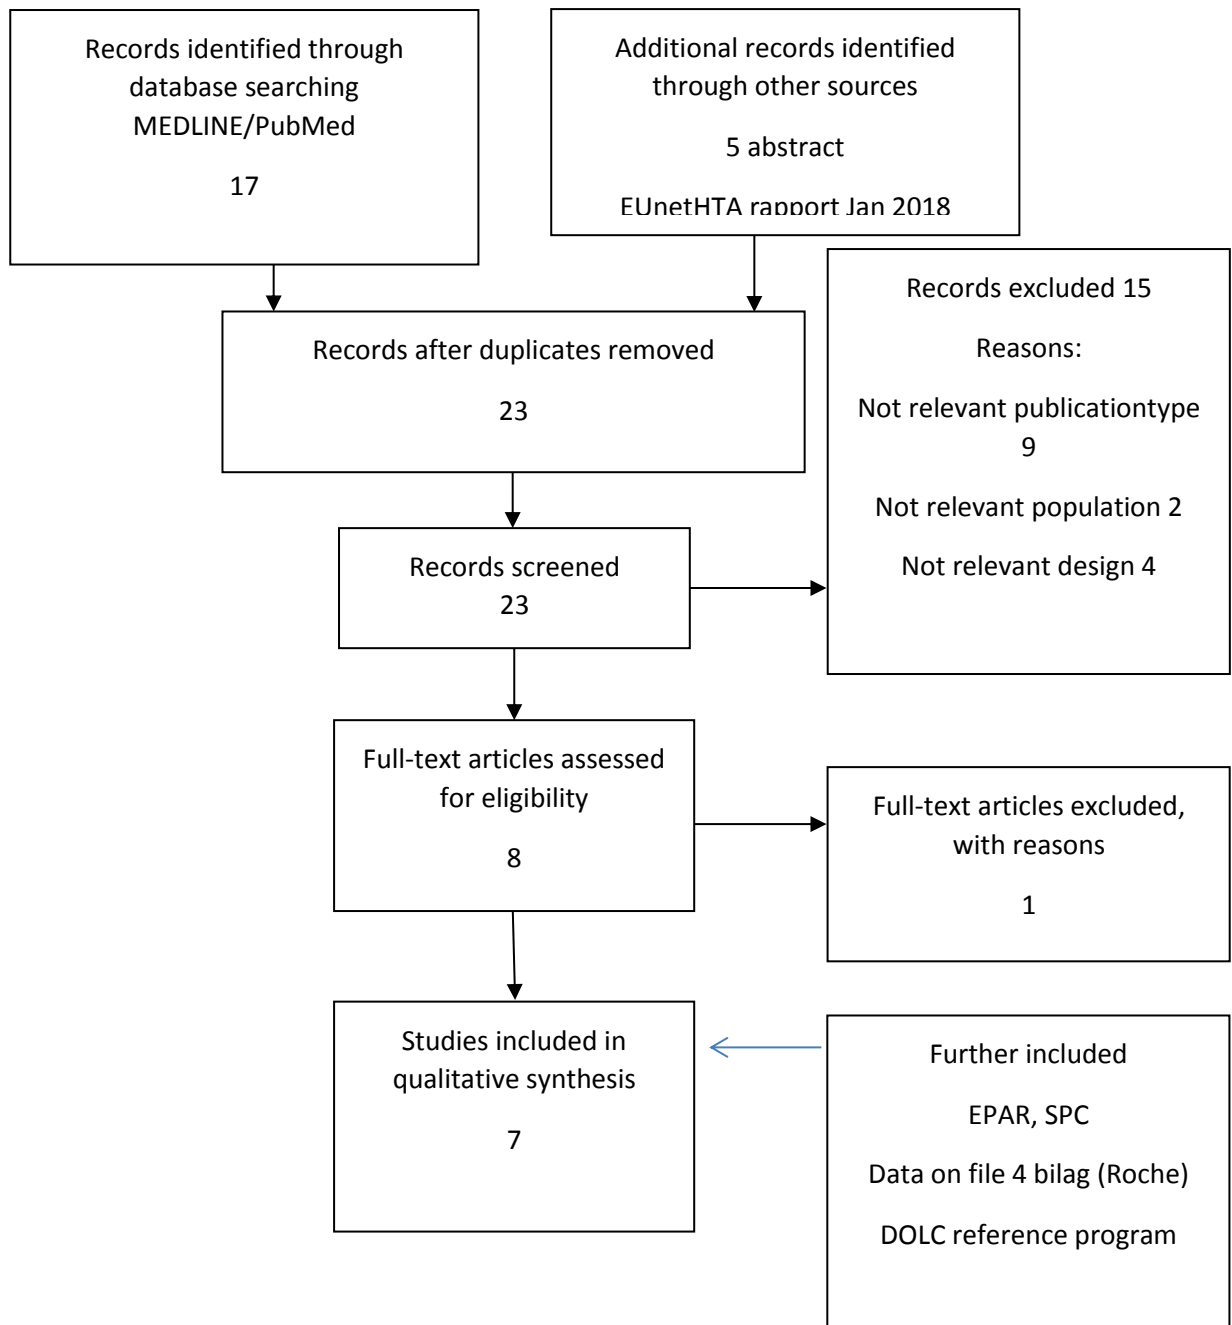 Records identified through
database searching
MEDLINE/PubMed
17
Additional records identified
through other sources
5 abstract
EUnetHTA rapport Jan 2018
Records after duplicates removed
23
Records excluded 15
Reasons:
Not relevant publicationtype
9
Not relevant population 2
Not relevant design 4
Records screened
23
Full-text articles assessed
for eligibility
8
Full-text articles excluded,
with reasons
1
Studies included in
qualitative synthesis
7
Further included
EPAR, SPC
Data on file 4 bilag (Roche)
DOLC reference program